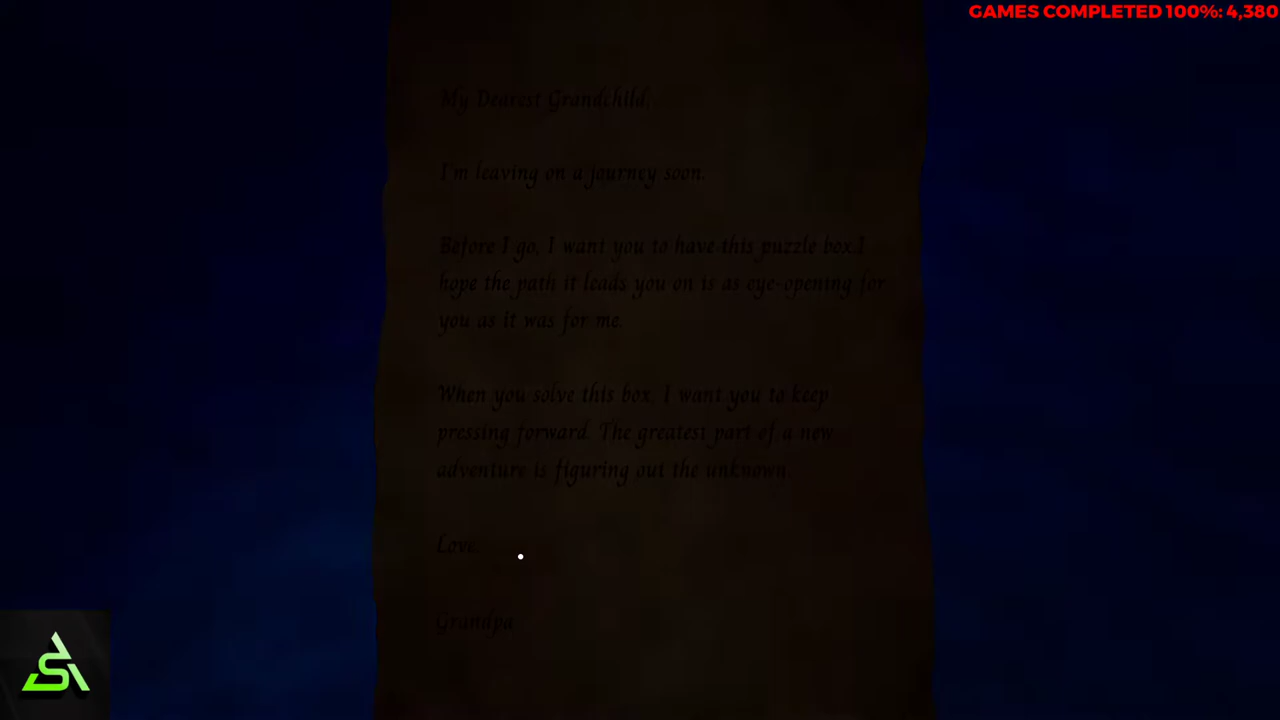 GAMES COMPLETED 100%: 4,380
My Dearest Grandchild,
I'm leaving on a journey soon.
Before I go, I want you to have this puzzle box.I
hope the path it leads you on is as eye-opening for
you as it was for me.
When you solve this box, I want you to keep
pressing forward. The greatest part of a new
adventure is figuring out the unknown.
Love,
Grandpa